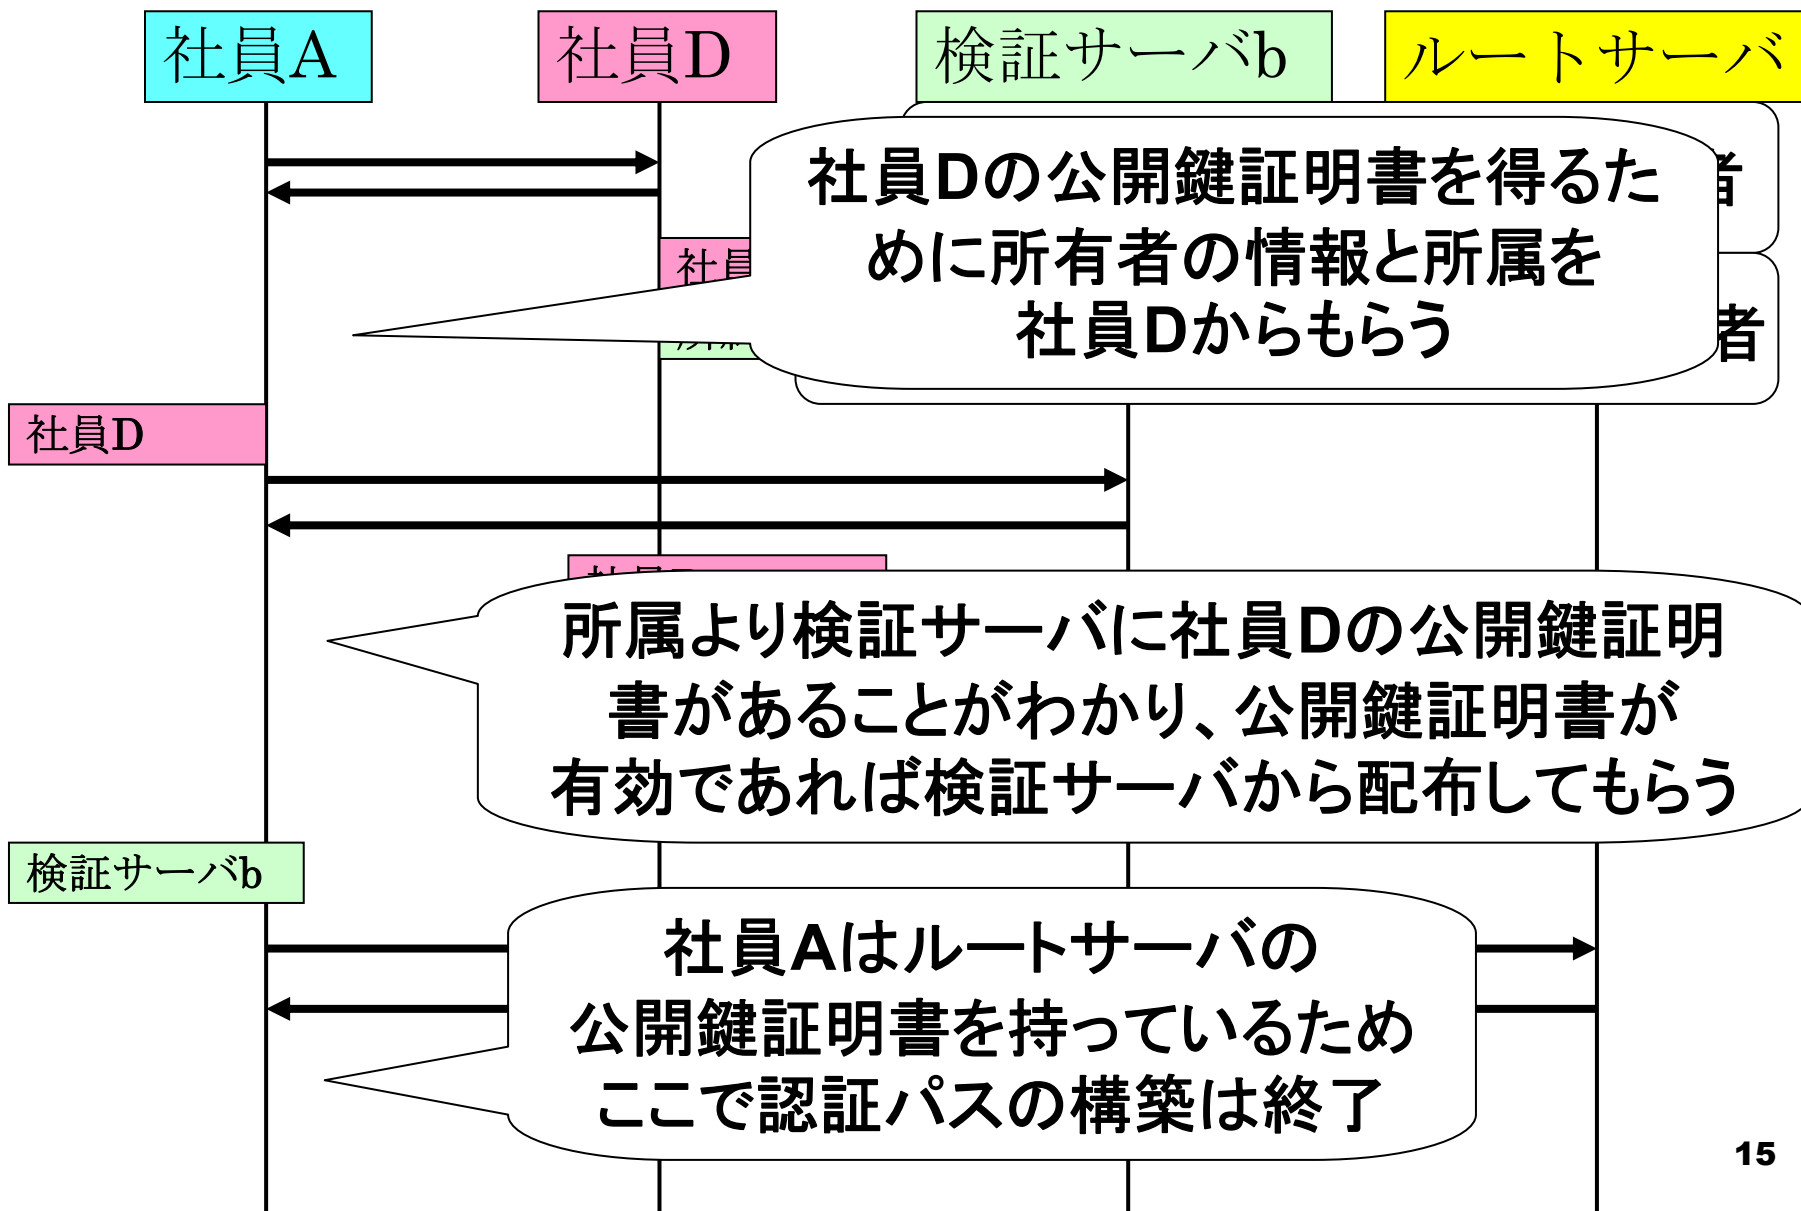 社員A
社員D
検証サーバb
ルートサーバ
者
社員Dの公開鍵証明書を得るた
めに所有者の情報と所属を
社員Dからもらう
社員
者
社員D
所属より検証サーバに社員Dの公開鍵証明
書があることがわかり、公開鍵証明書が
有効であれば検証サーバから配布してもらう
検証サーバb
社員Aはルートサーバの
公開鍵証明書を持っているため
ここで認証パスの構築は終了
15